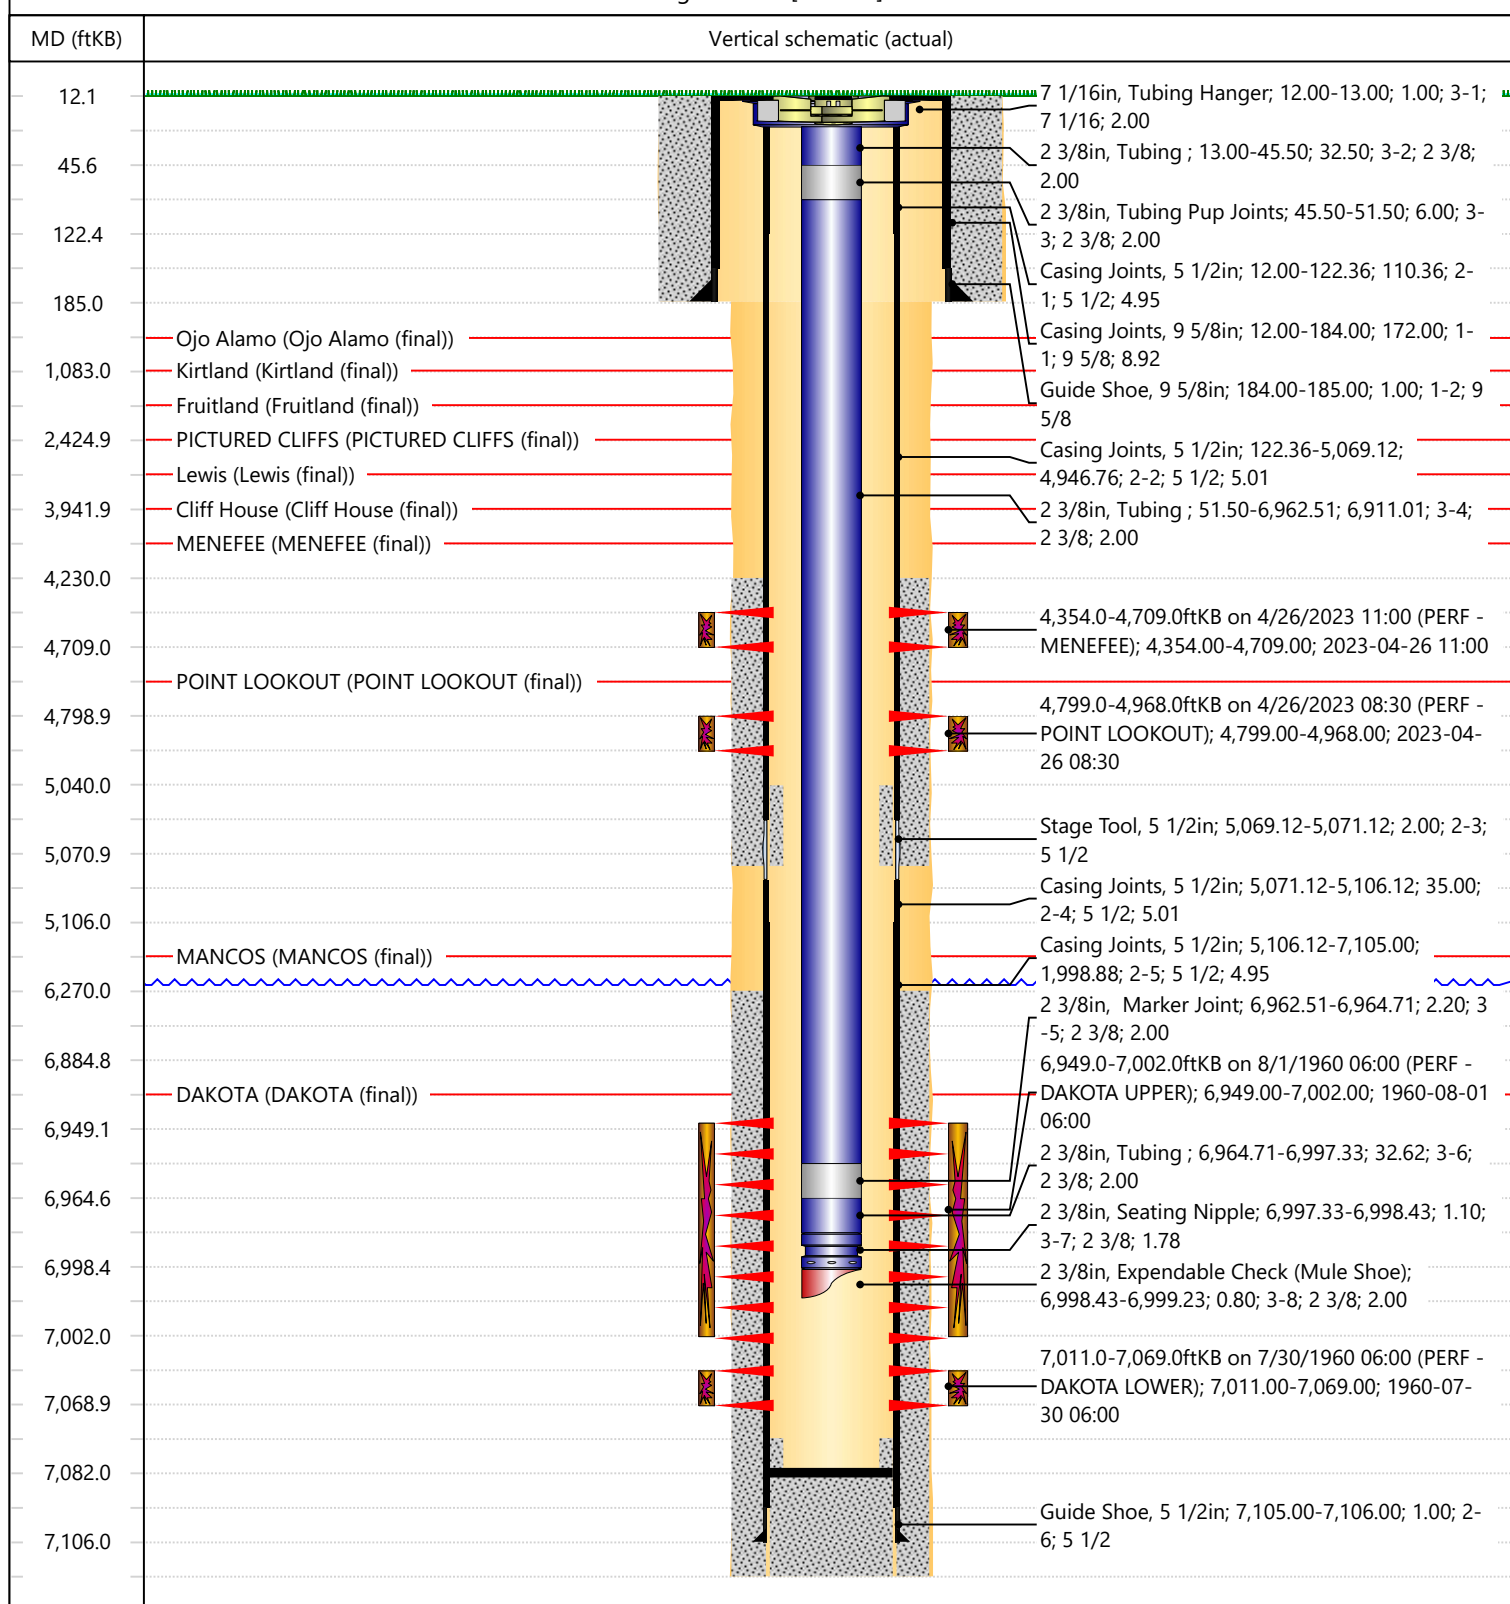 MD (ftKB)
Vertical schematic (actual)
12.1
45.6
122.4
185.0
1,083.0
2,424.9
3,941.9
4,230.0
4,709.0
4,798.9
5,040.0
5,070.9
5,106.0
6,270.0
6,884.8
6,949.1
6,964.6
6,998.4
7,002.0
7,068.9
7,082.0
7,106.0
Ojo Alamo (Ojo Alamo (final))
Kirtland (Kirtland (final))
Fruitland (Fruitland (final))
PICTURED CLIFFS (PICTURED CLIFFS (final))
Lewis (Lewis (final))
Cliff House (Cliff House (final))
MENEFEE (MENEFEE (final))
POINT LOOKOUT (POINT LOOKOUT (final))
MANCOS (MANCOS (final))
DAKOTA (DAKOTA (final))
7 1/16in, Tubing Hanger; 12.00-13.00; 1.00; 3-1;
7 1/16; 2.00
2 3/8in, Tubing ; 13.00-45.50; 32.50; 3-2; 2 3/8;
2.00
2 3/8in, Tubing Pup Joints; 45.50-51.50; 6.00; 3-
3; 2 3/8; 2.00
Casing Joints, 5 1/2in; 12.00-122.36; 110.36; 2-
1; 5 1/2; 4.95
Casing Joints, 9 5/8in; 12.00-184.00; 172.00; 1-
1; 9 5/8; 8.92
Guide Shoe, 9 5/8in; 184.00-185.00; 1.00; 1-2; 9
5/8
Casing Joints, 5 1/2in; 122.36-5,069.12;
4,946.76; 2-2; 5 1/2; 5.01
2 3/8in, Tubing ; 51.50-6,962.51; 6,911.01; 3-4;
2 3/8; 2.00
4,354.0-4,709.0ftKB on 4/26/2023 11:00 (PERF -
MENEFEE); 4,354.00-4,709.00; 2023-04-26 11:00
4,799.0-4,968.0ftKB on 4/26/2023 08:30 (PERF -
POINT LOOKOUT); 4,799.00-4,968.00; 2023-04-
26 08:30
Stage Tool, 5 1/2in; 5,069.12-5,071.12; 2.00; 2-3;
5 1/2
Casing Joints, 5 1/2in; 5,071.12-5,106.12; 35.00;
2-4; 5 1/2; 5.01
Casing Joints, 5 1/2in; 5,106.12-7,105.00;
1,998.88; 2-5; 5 1/2; 4.95
2 3/8in,  Marker Joint; 6,962.51-6,964.71; 2.20; 3
-5; 2 3/8; 2.00
6,949.0-7,002.0ftKB on 8/1/1960 06:00 (PERF -
DAKOTA UPPER); 6,949.00-7,002.00; 1960-08-01
06:00
2 3/8in, Tubing ; 6,964.71-6,997.33; 32.62; 3-6;
2 3/8; 2.00
2 3/8in, Seating Nipple; 6,997.33-6,998.43; 1.10;
3-7; 2 3/8; 1.78
2 3/8in, Expendable Check (Mule Shoe);
6,998.43-6,999.23; 0.80; 3-8; 2 3/8; 2.00
7,011.0-7,069.0ftKB on 7/30/1960 06:00 (PERF -
DAKOTA LOWER); 7,011.00-7,069.00; 1960-07-
30 06:00
Guide Shoe, 5 1/2in; 7,105.00-7,106.00; 1.00; 2-
6; 5 1/2